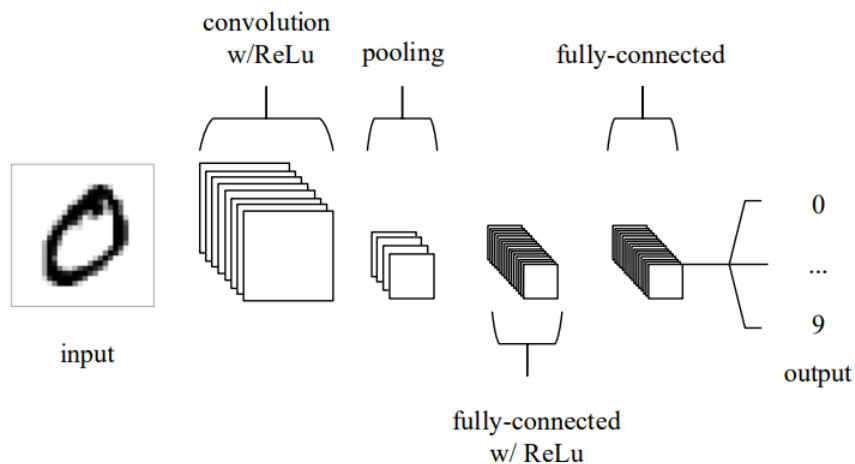 convolution
w/ReLu
pooling
fully-connected
input
fully-connected
w/ ReLu
0
...
9
output